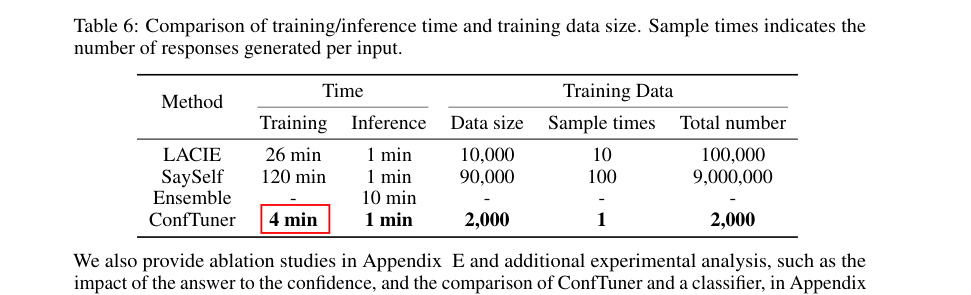 Table 6: Comparison of training/inference time and training data size. Sample times indicates the
number of responses generated per input.
Method Time Training Data
Training Inference Data size Sample times Total number
LACIE 26 min 1 min 10,000 10 100,000
SaySelf 120 min 1 min 90,000 100 9,000,000
Ensemble - 10 min - - -
ConfTuner 4 min 1 min 2,000 1 2,000
We also provide ablation studies in Appendix E and additional experimental analysis, such as the
impact of the answer to the confidence, and the comparison of ConfTuner and a classifier, in Appendix